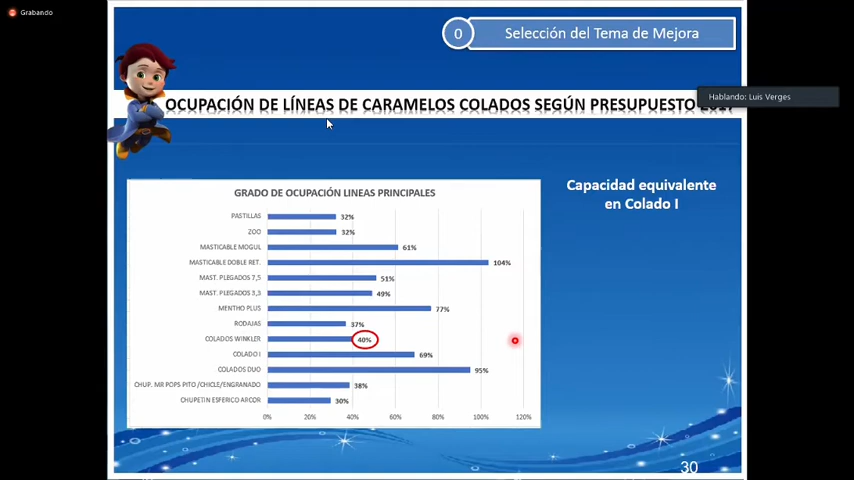 Grabando
0
Selección del Tema de Mejora
OCUPACIÓN DE LÍNEAS DE CARAMELOS COLADOS SEGÚN PRESUPUESTO
Hablando: Luis Verges
GRADO DE OCUPACIÓN LINEAS PRINCIPALES
PASTILLAS 32%
ZOO 32%
MASTICABLE MOGUL 61%
MASTICABLE DOBLE RET. 104%
MAST. PLEGADOS 7,5 51%
MAST. PLEGADOS 3,3 49%
MENTHO PLUS 77%
RODAJAS 37%
COLADOS WINKLER 40%
COLADO I 69%
COLADOS DUO 95%
CHUP. MR POPS PITO /CHICLE/ENGRANADO 38%
CHUPETIN ESFERICO ARCOR 30%
0% 20% 40% 60% 80% 100% 120%
Capacidad equivalente
en Colado I
30